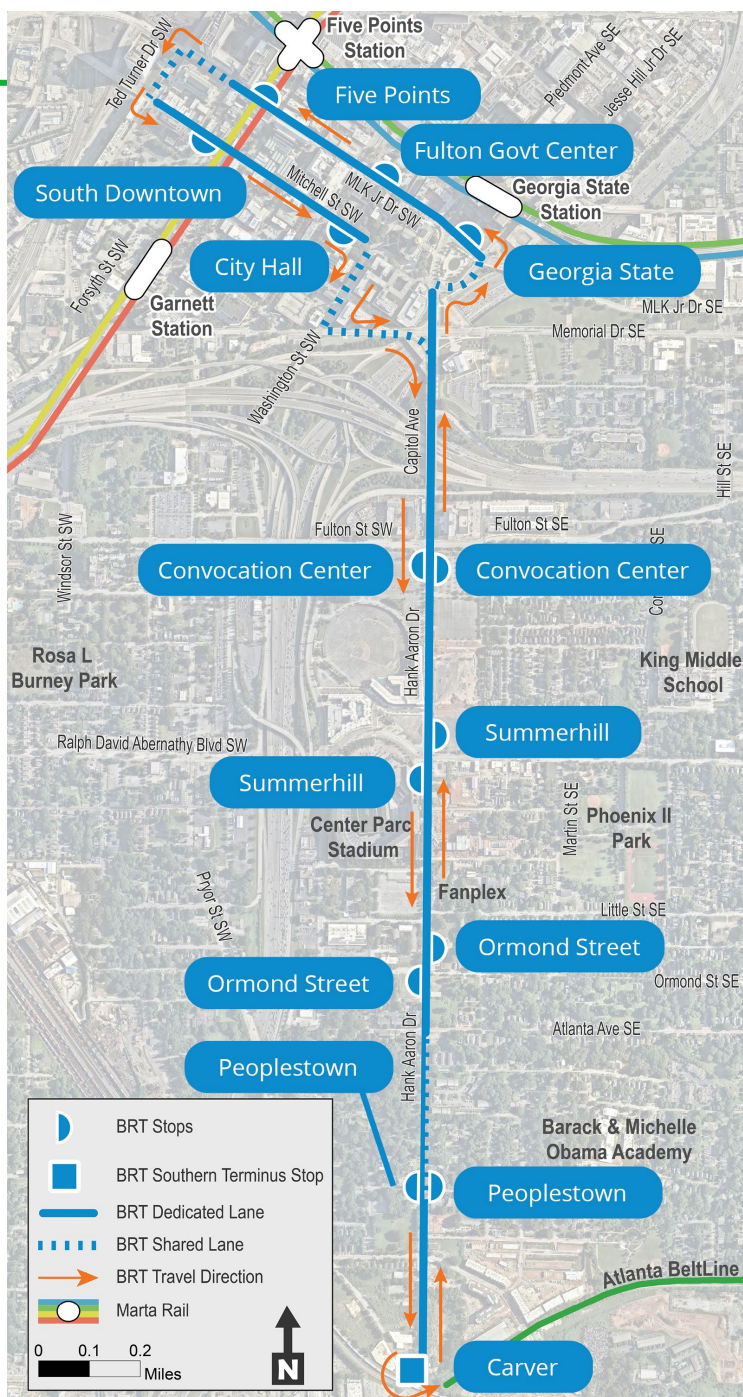 Five Points
Station
Ted Turner Dr SW
Piedmont Ave SE
Jesse Hill Jr Dr SE
Five Points
Fulton Govt Center
Georgia State
Station
South Downtown
Mitchell St SW
MLK Jr Dr SW
City Hall
Georgia State
Forsyth St SW
Garnett
Station
MLK Jr Dr SE
Memorial Dr SE
Washington St SW
Capitol Ave
Hill St SE
Fulton St SW
Fulton St SE
Windsor St SW
Convocation Center
Convocation Center
Hank Aaron Dr
Rosa L
Burney Park
King Middle
School
Ralph David Abernathy Blvd SW
Summerhill
Summerhill
Center Parc
Stadium
Martin St SE
Phoenix II
Park
Fanplex
Pryor St SW
Little St SE
Ormond Street
Ormond Street
Ormond St SE
Atlanta Ave SE
Hank Aaron Dr
Peoplestown
Barack & Michelle
Obama Academy
Peoplestown
Atlanta BeltLine
Carver
BRT Stops
BRT Southern Terminus Stop
BRT Dedicated Lane
BRT Shared Lane
BRT Travel Direction
Marta Rail
0 0.1 0.2
Miles
N